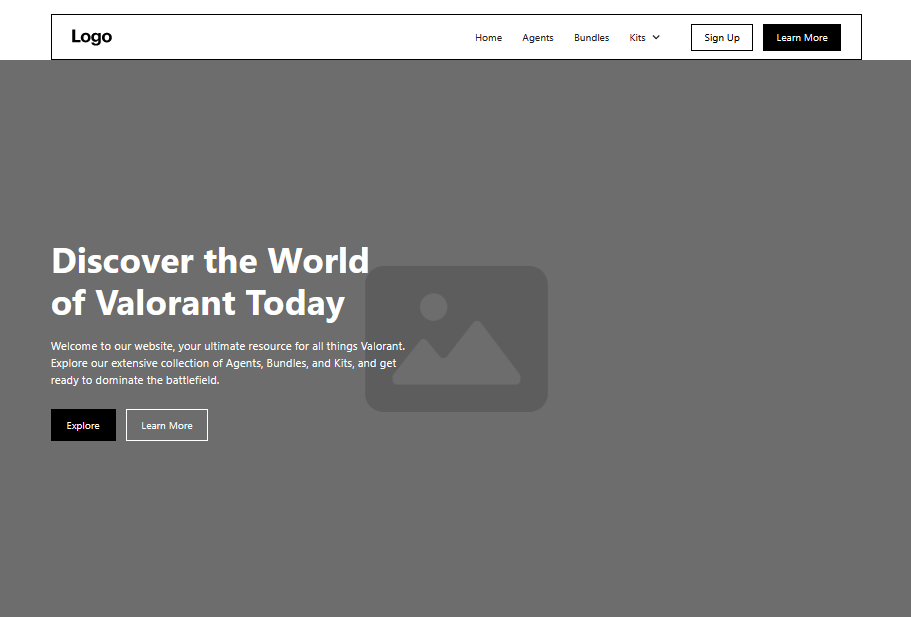 Logo
Home
Agents
Bundles
Kits
Sign Up
Learn More
Discover the World
of Valorant Today
Welcome to our website, your ultimate resource for all things Valorant.
Explore our extensive collection of Agents, Bundles, and Kits, and get
ready to dominate the battlefield.
Explore
Learn More